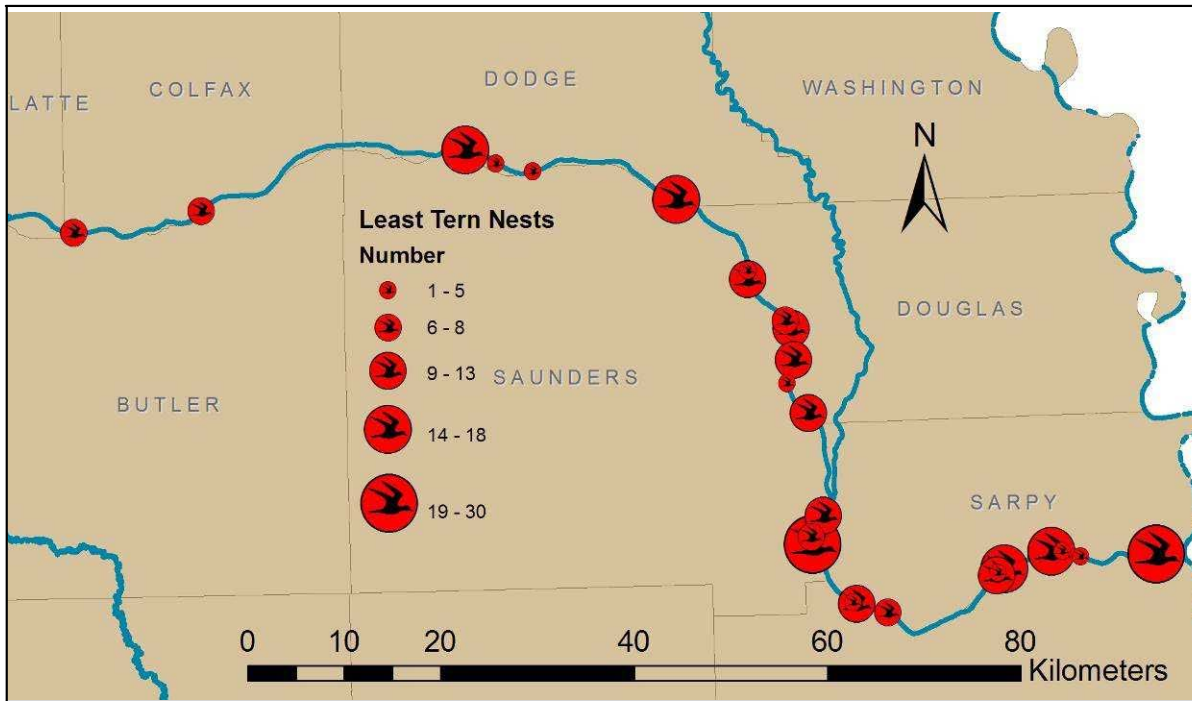 DODGE
COLFAX
WASHINGTON
LATTE
N
Least Tern Nests
Number
1 - 5
6 - 8
9 - 13
14 - 18
19 - 30
DOUGLAS
SAUNDERS
BUTLER
SARPY
0 10 20 40 60 80
Kilometers